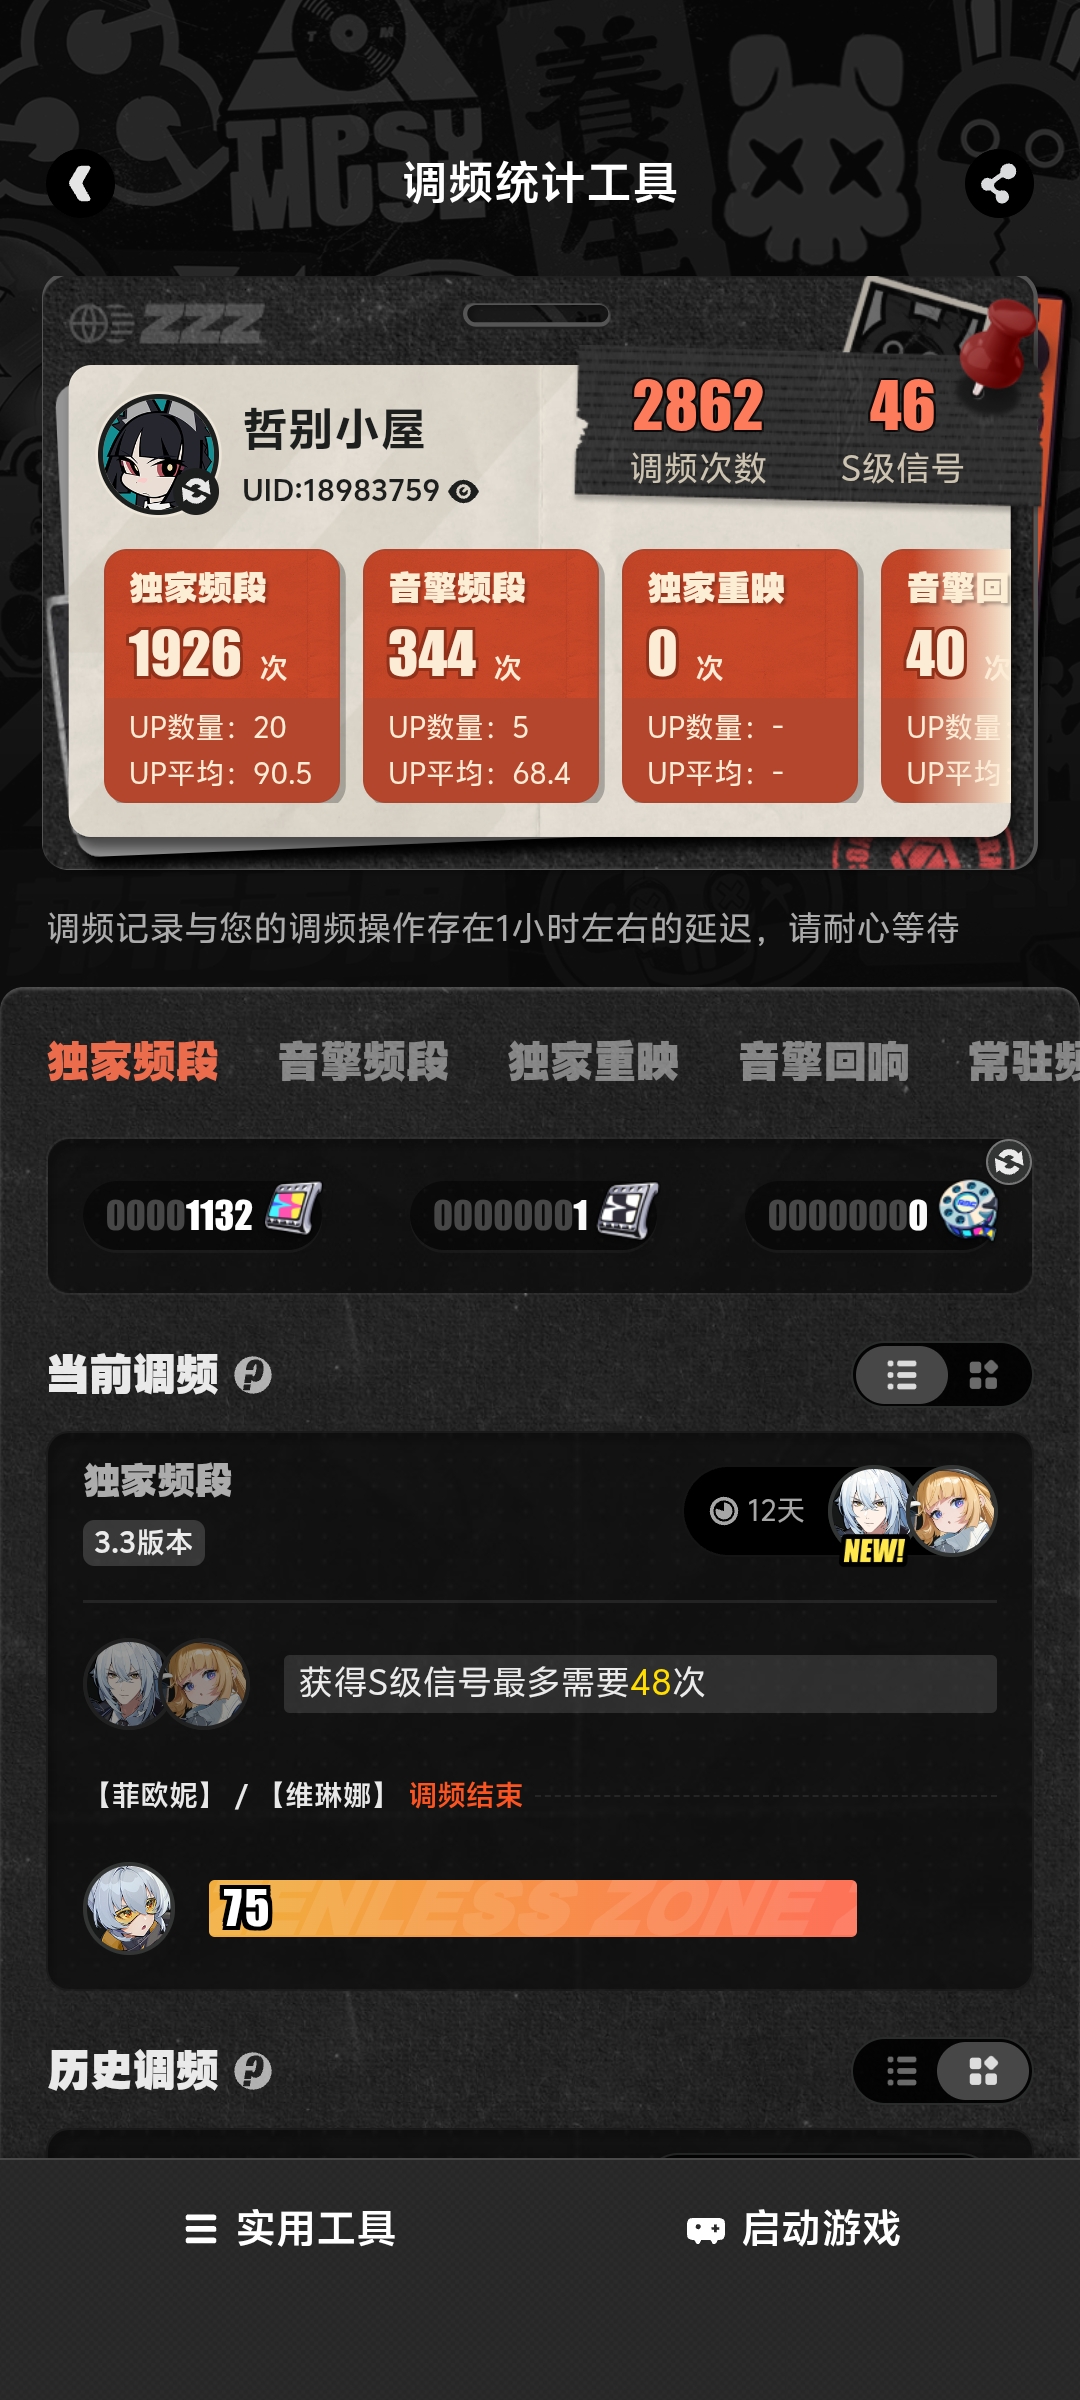 TIPSY
调频统计工具
ZZZ
哲别小屋
UID:18983759
2862
调频次数
46
S级信号
独家频段
1926 次
UP数量：20
UP平均：90.5
音擎频段
344 次
UP数量：5
UP平均：68.4
独家重映
0 次
UP数量：-
UP平均：-
音擎回
40 次
UP数量
UP平均
调频记录与您的调频操作存在1小时左右的延迟，请耐心等待
独家频段 音擎频段 独家重映 音擎回响 常驻频
00001132
00000001
00000000
当前调频
独家频段
3.3版本
12天
NEW!
获得S级信号最多需要48次
【菲欧妮】 / 【维琳娜】 调频结束
75
ENLESS ZONE
历史调频
实用工具
启动游戏